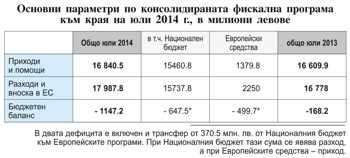 Основни параметри по консолидираната фискална програма
към края на юли 2014 г., в милиони левове
Общо юли 2014
в т.ч. Национален бюджет
Европейски средства
общо юли 2013
Приходи и помощи
16 840.5
15460.8
1379.8
16 609.9
Разходи и вноска в ЕС
17 987.8
15737.8
2250
16 778
Бюджетен баланс
- 1147.2
- 647.5*
- 499.7*
-168.2
В двата дефицита е включен и трансфер от 370.5 млн. лв. от Националния бюджет
към Европейските програми. При Националния бюджет тази сума се явява разход,
а при Европейските средства – приход.